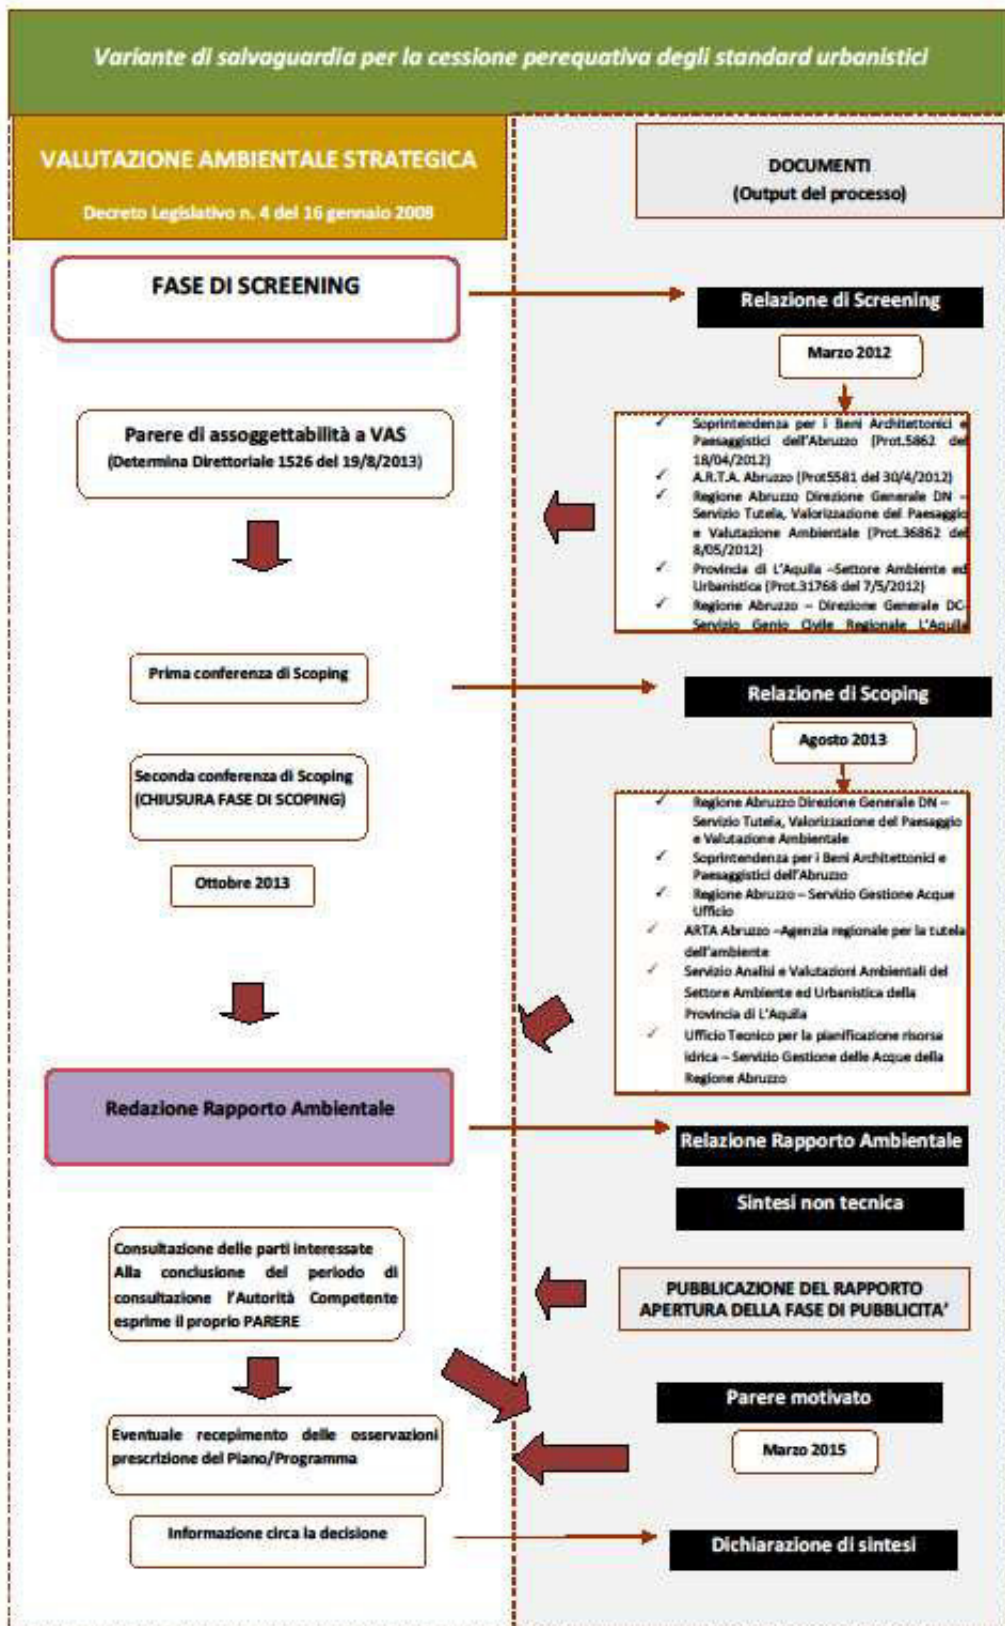 Variante di salvaguardia per la cessione perequativa degli standard urbanistici
VALUTAZIONE AMBIENTALE STRATEGICA
Decreto Legislativo n. 4 del 16 gennaio 2008
DOCUMENTI
(Output del processo)
FASE DI SCREENING
Relazione di Screening
Marzo 2012
Parere di assoggettabilità a VAS
(Determina Direttoriale 1526 del 19/8/2013)
✓ Soprintendenza per i Beni Architettonici e
Paesaggistici dell'Abruzzo (Prot.5862 del
18/04/2012)
✓ A.R.T.A. Abruzzo (Prot5581 del 30/4/2012)
✓ Regione Abruzzo Direzione Generale DN –
Servizio Tutela, Valorizzazione del Paesaggio
e Valutazione Ambientale (Prot.36862 del
8/05/2012)
✓ Provincia di L'Aquila –Settore Ambiente ed
Urbanistica (Prot.31768 del 7/5/2012)
✓ Regione Abruzzo – Direzione Generale DC-
Servizio Genio Civile Regionale L'Aquila
Prima conferenza di Scoping
Relazione di Scoping
Agosto 2013
Seconda conferenza di Scoping
(CHIUSURA FASE DI SCOPING)
Ottobre 2013
✓ Regione Abruzzo Direzione Generale DN –
Servizio Tutela, Valorizzazione del Paesaggio
e Valutazione Ambientale
✓ Soprintendenza per i Beni Architettonici e
Paesaggistici dell'Abruzzo
✓ Regione Abruzzo – Servizio Gestione Acque
Ufficio
✓ ARTA Abruzzo –Agenzia regionale per la tutela
dell'ambiente
✓ Servizio Analisi e Valutazioni Ambientali del
Settore Ambiente ed Urbanistica della
Provincia di L'Aquila
✓ Ufficio Tecnico per la pianificazione risorsa
idrica – Servizio Gestione delle Acque della
Regione Abruzzo
Redazione Rapporto Ambientale
Relazione Rapporto Ambientale
Sintesi non tecnica
Consultazione delle parti interessate
Alla conclusione del periodo di
consultazione l'Autorità Competente
esprime il proprio PARERE
PUBBLICAZIONE DEL RAPPORTO
APERTURA DELLA FASE DI PUBBLICITA'
Parere motivato
Marzo 2015
Eventuale recepimento delle osservazioni
prescrizione del Piano/Programma
Informazione circa la decisione
Dichiarazione di sintesi